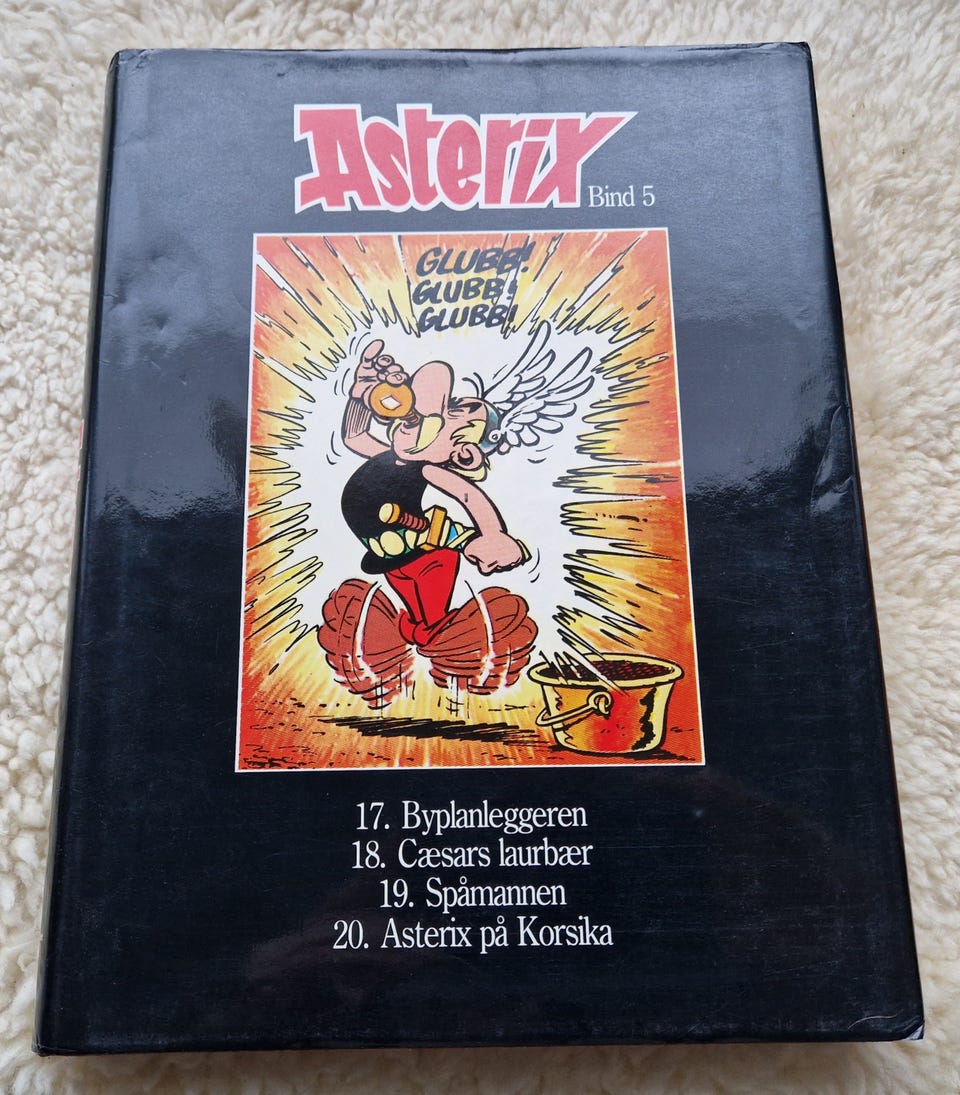 Asterix
Bind 5
GLUBB!
GLUBB!
GLUBB!
17. Byplanleggeren
18. Cæsars laurbær
19. Spåmannen
20. Asterix på Korsika